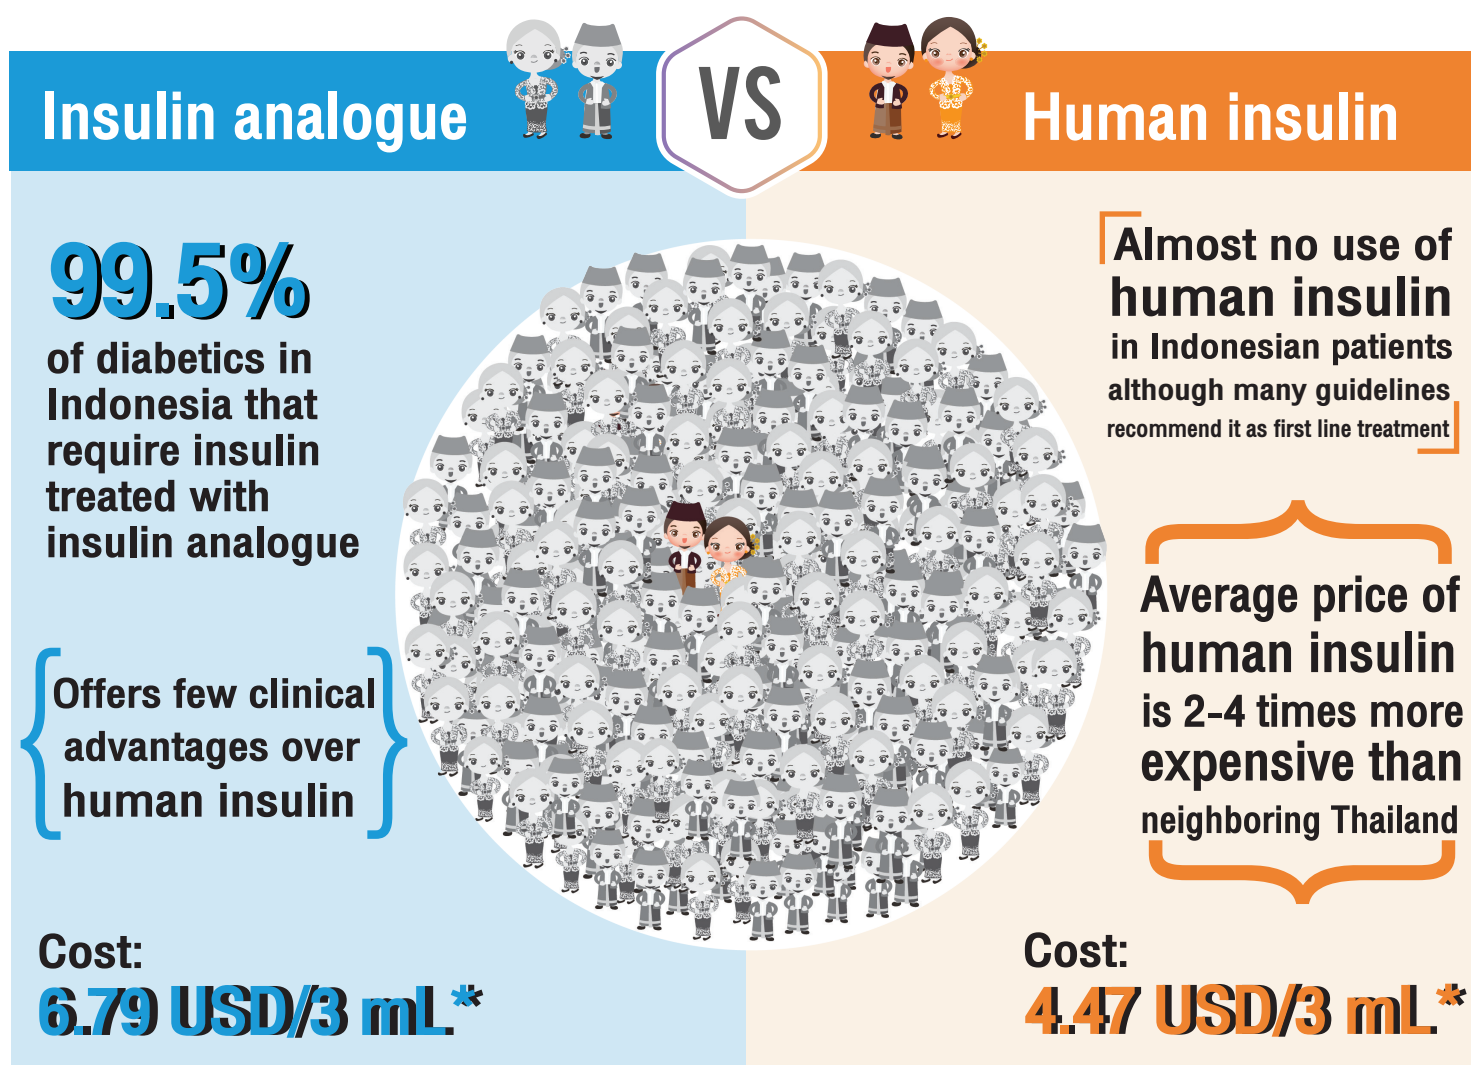 Insulin analogue
VS
Human insulin
99.5%
of diabetics in
Indonesia that
require insulin
treated with
insulin analogue
Offers few clinical
advantages over
human insulin
Cost:
6.79 USD/3 mL*
Almost no use of
human insulin
in Indonesian patients
although many guidelines
recommend it as first line treatment
Average price of
human insulin
is 2-4 times more
expensive than
neighboring Thailand
Cost:
4.47 USD/3 mL*